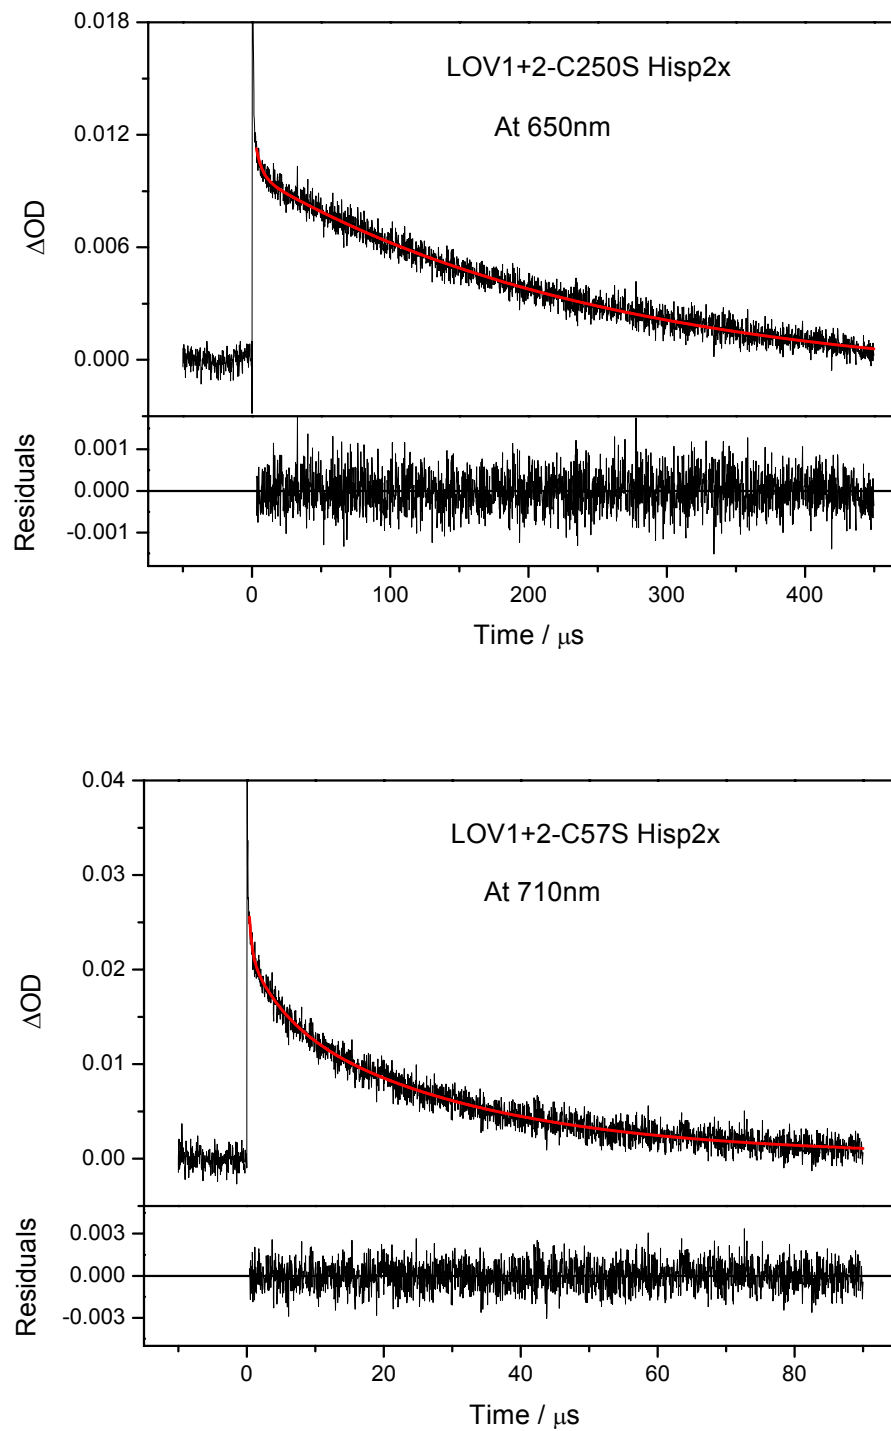 0.018
LOV1+2-C250S Hisp2x
At 650nm
0.012
ΔOD
0.006
0.000
Residuals
0.001
0.000
-0.001
0 100 200 300 400
Time / μs
0.04
LOV1+2-C57S Hisp2x
At 710nm
0.03
ΔOD
0.02
0.01
0.00
Residuals
0.003
0.000
-0.003
0 20 40 60 80
Time / μs